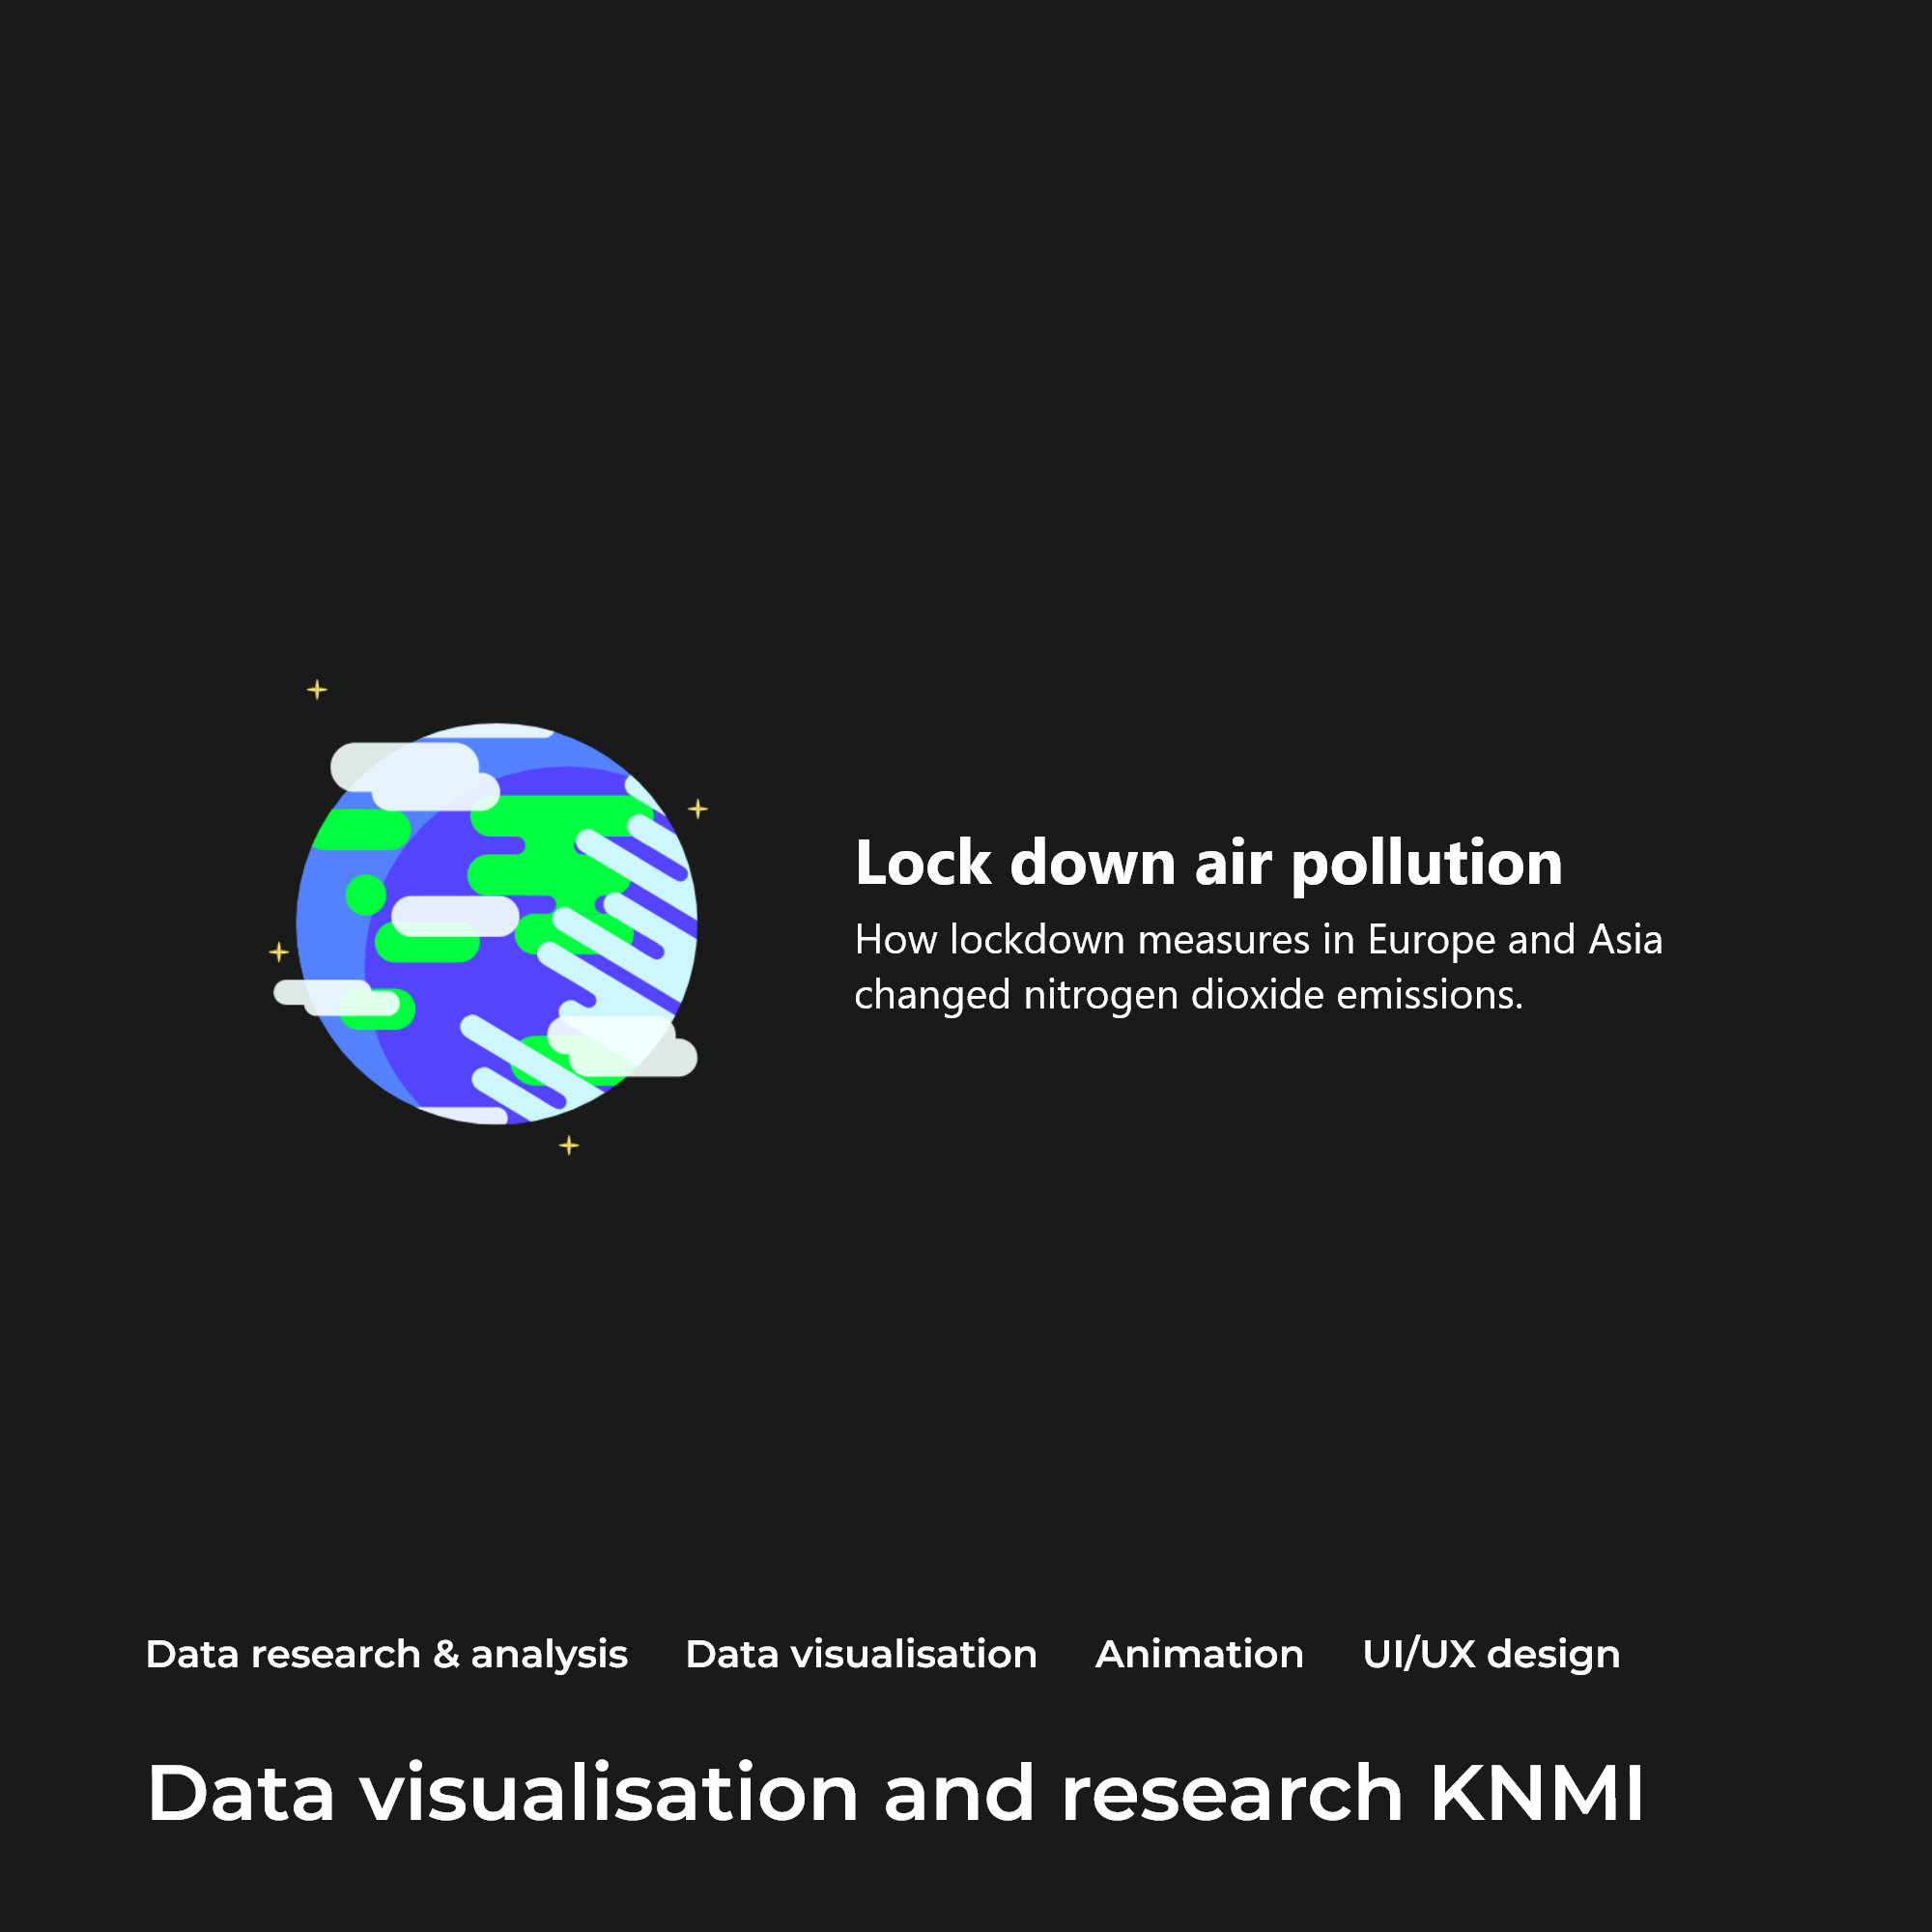 Lock down air pollution
How lockdown measures in Europe and Asia
changed nitrogen dioxide emissions.
Data research & analysis Data visualisation Animation UI/UX design
Data visualisation and research KNMI